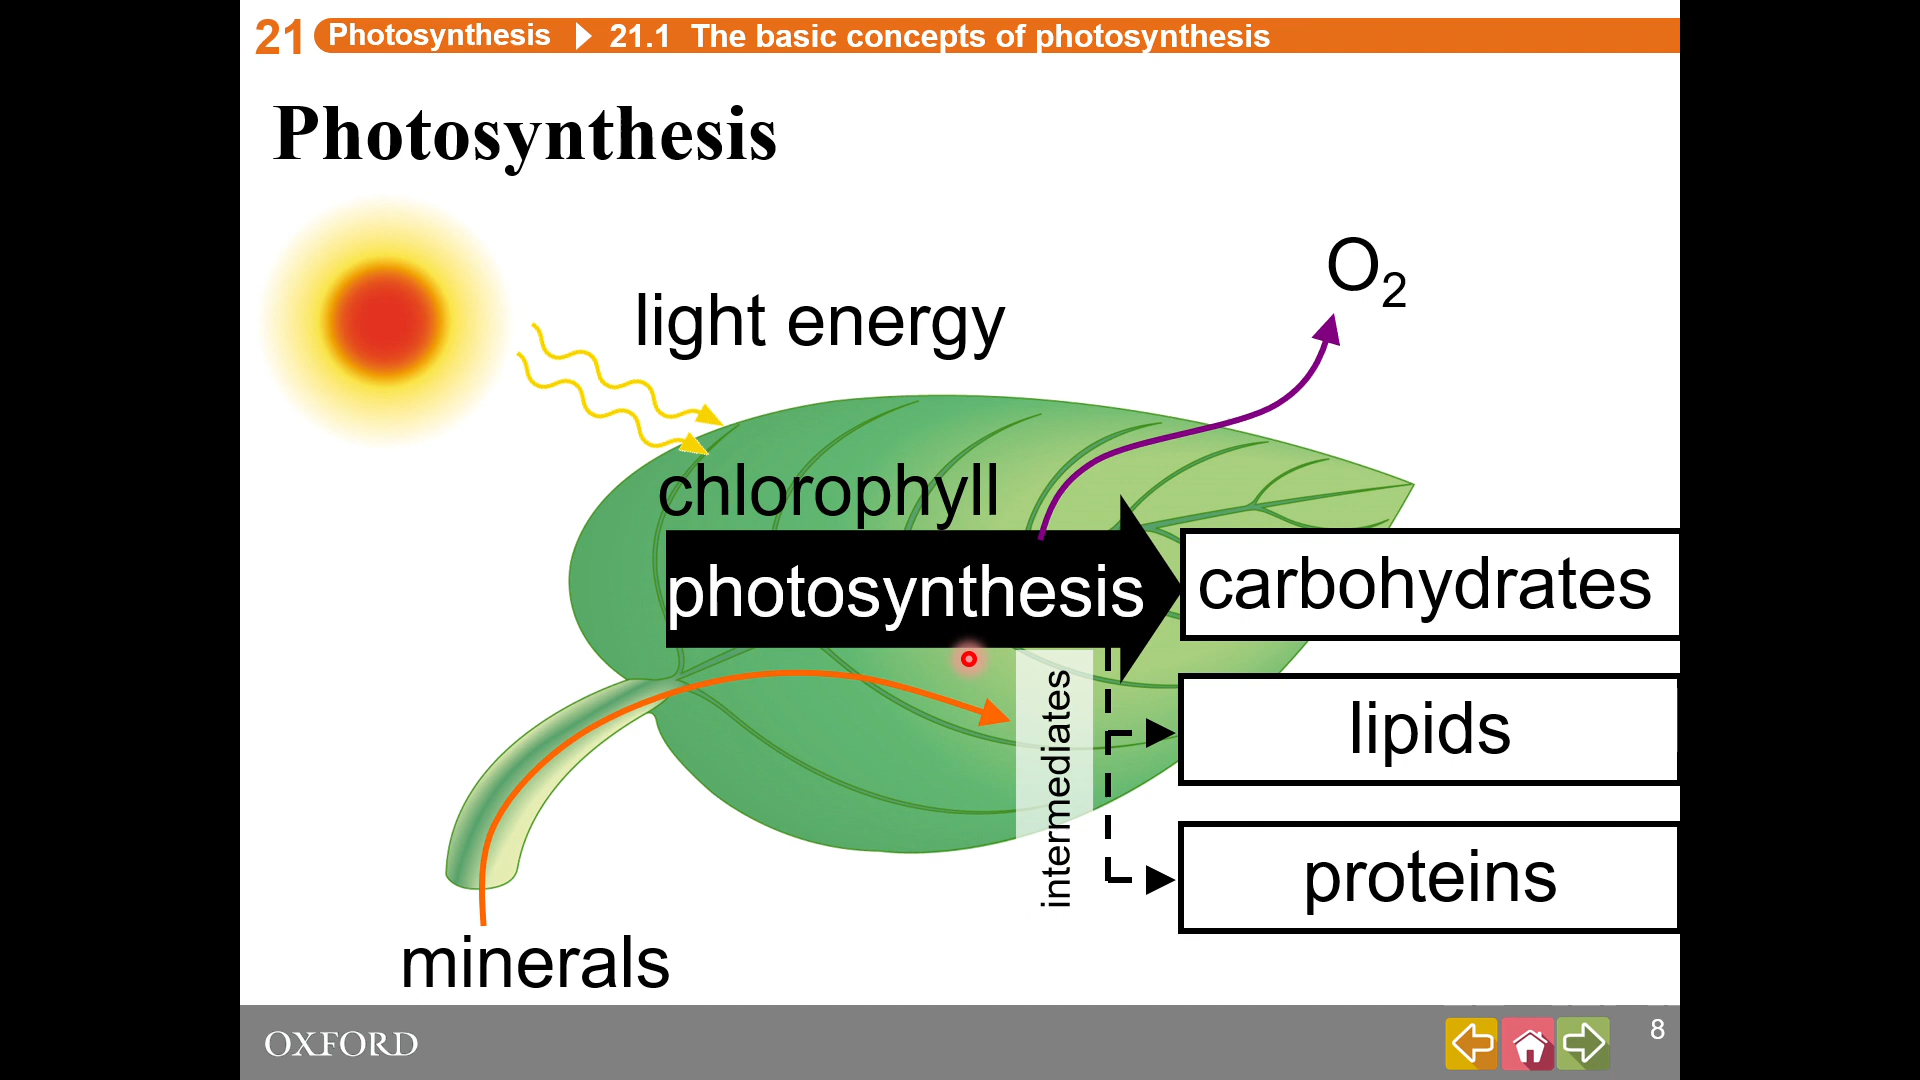 21 Photosynthesis 21.1 The basic concepts of photosynthesis
Photosynthesis
O2
light energy
chlorophyll
photosynthesis
carbohydrates
intermediates
lipids
proteins
minerals
OXFORD
8